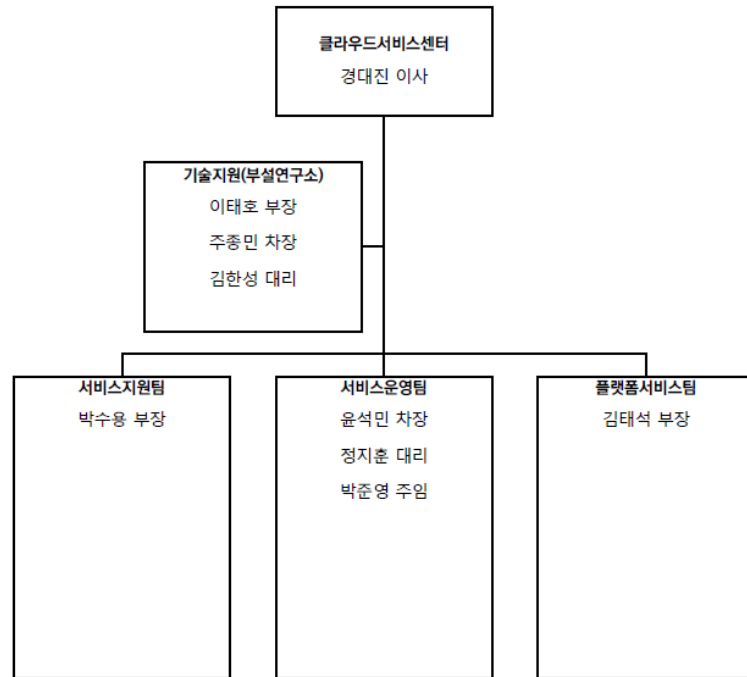 클라우드서비스센터
경대진 이사
기술지원(부설연구소)
이태호 부장
주종민 차장
김한성 대리
서비스지원팀
박수용 부장
서비스운영팀
윤석민 차장
정지훈 대리
박준영 주임
플랫폼서비스팀
김태석 부장